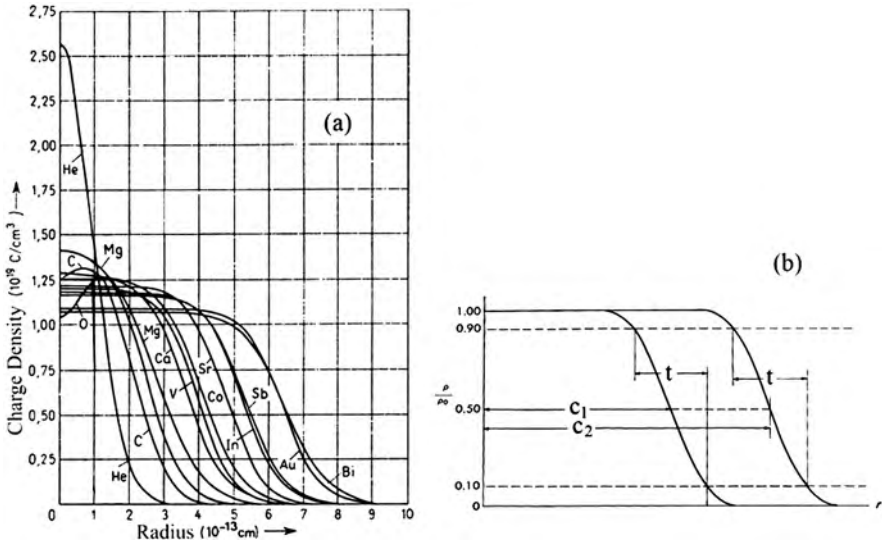 2,75
2,50
2,25
2,00
1,75
1,50
1,25
1,00
0,75
0,50
0,25
0
Charge Density (10¹⁹ C/cm³) →
(a)
He
C
Mg
O
Mg
Ca
Sr
V
Co
Sb
C
In
He
Au
Bi
0 1 2 3 4 5 6 7 8 9 10
Radius (10⁻¹³cm) →
(b)
1.00
0.90
t
t
ρ/ρ₀
0.50
c₁
c₂
0.10
0
r